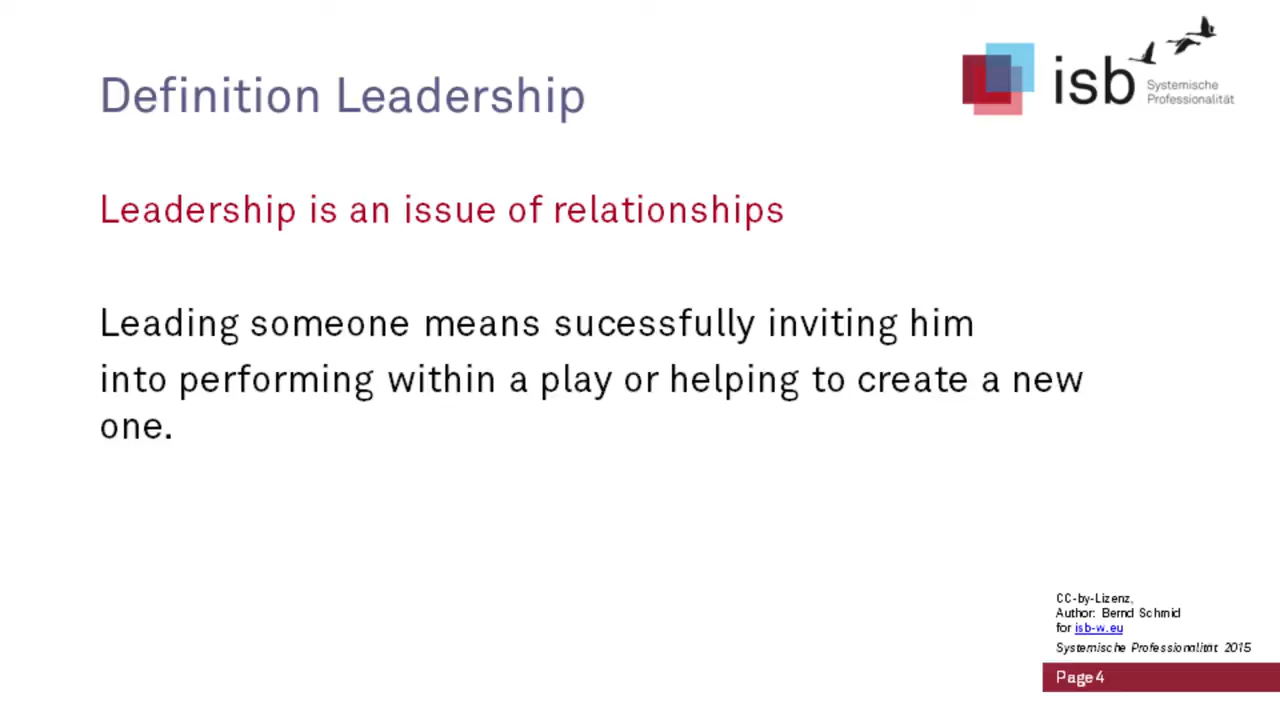 Definition Leadership
isb
Systemische
Professionalität
Leadership is an issue of relationships
Leading someone means sucessfully inviting him
into performing within a play or helping to create a new
one.
CC-by-Lizenz,
Author: Bernd Schmid
for isb-w.eu
Systemische Professionalität 2015
Page 4